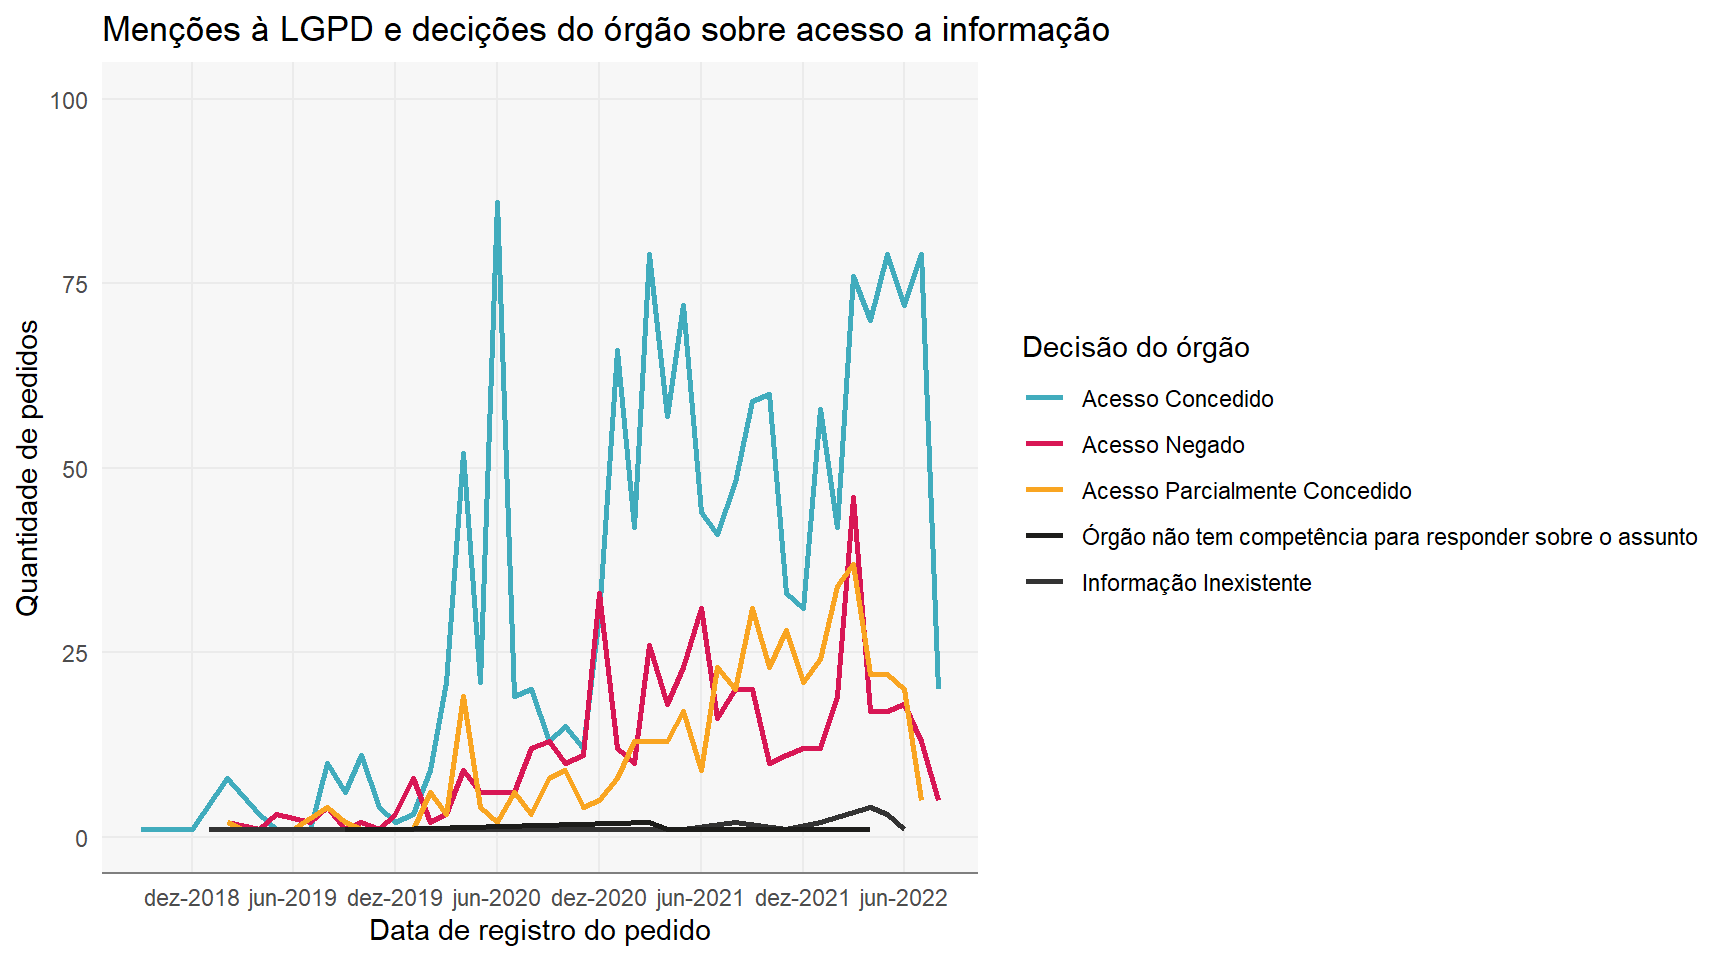 Menções à LGPD e decições do órgão sobre acesso a informação
100
75
50
25
0
Quantidade de pedidos
dez-2018 jun-2019 dez-2019 jun-2020 dez-2020 jun-2021 dez-2021 jun-2022
Data de registro do pedido
Decisão do órgão
Acesso Concedido
Acesso Negado
Acesso Parcialmente Concedido
Órgão não tem competência para responder sobre o assunto
Informação Inexistente